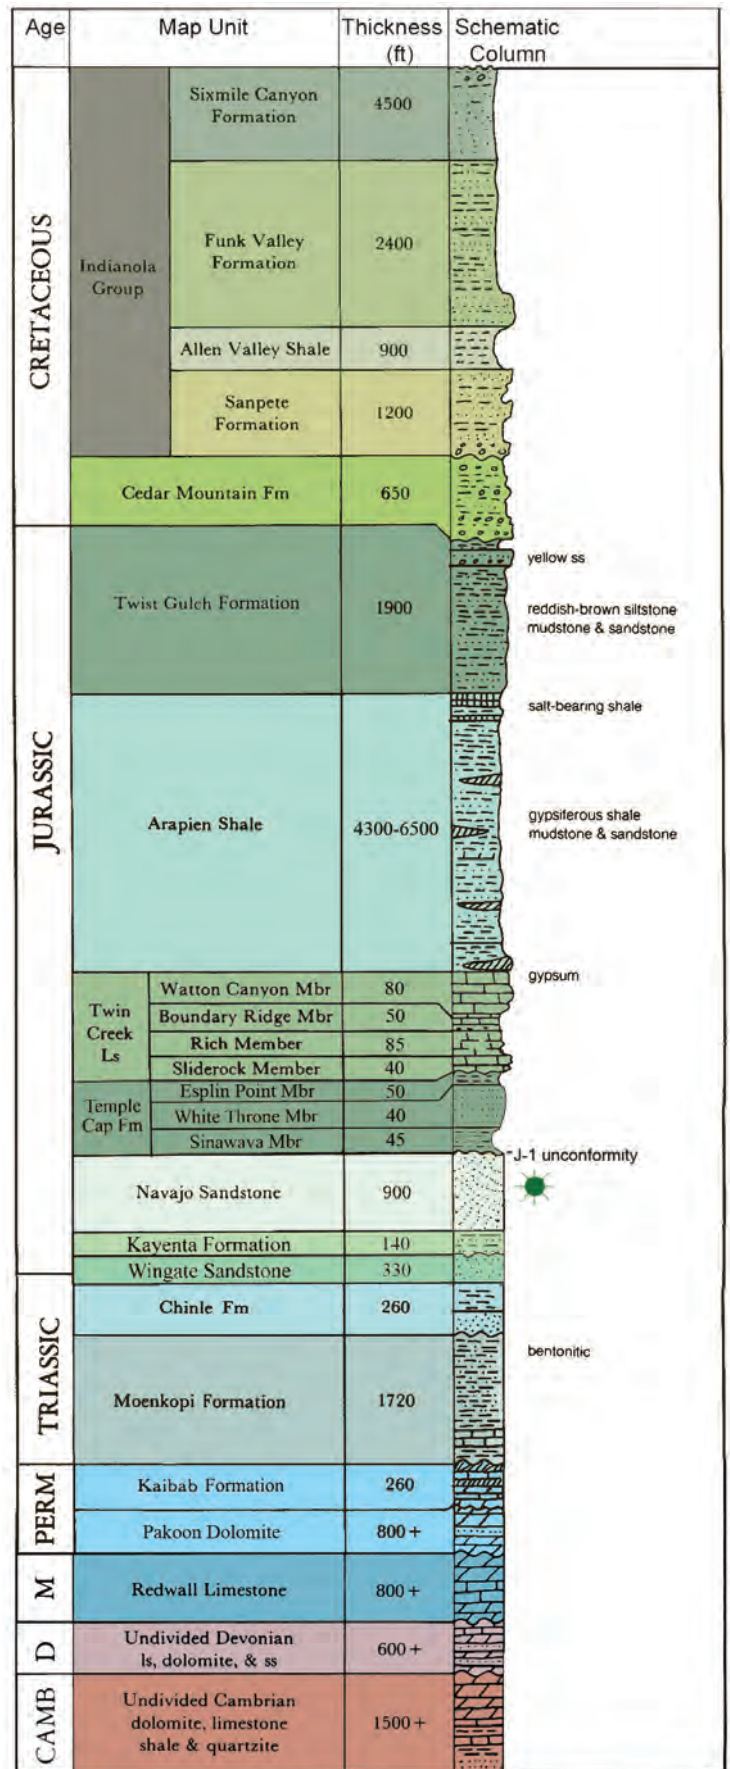 Age
Map Unit
Thickness
(ft)
Schematic
Column
CRETACEOUS
Indianola
Group
Sixmile Canyon
Formation
4500
Funk Valley
Formation
2400
Allen Valley Shale
900
Sanpete
Formation
1200
Cedar Mountain Fm
650
JURASSIC
Twist Gulch Formation
1900
yellow ss
reddish-brown siltstone
mudstone & sandstone
Arapien Shale
4300-6500
salt-bearing shale
gypsiferous shale
mudstone & sandstone
gypsum
Twin
Creek
Ls
Watton Canyon Mbr
80
Boundary Ridge Mbr
50
Rich Member
85
Sliderock Member
40
Temple
Cap Fm
Esplin Point Mbr
50
White Throne Mbr
40
Sinawava Mbr
45
J-1 unconformity
Navajo Sandstone
900
Kayenta Formation
140
Wingate Sandstone
330
TRIASSIC
Chinle Fm
260
bentonitic
Moenkopi Formation
1720
PERM
Kaibab Formation
260
Pakoon Dolomite
800 +
M
Redwall Limestone
800 +
D
Undivided Devonian
ls, dolomite, & ss
600 +
CAMB
Undivided Cambrian
dolomite, limestone
shale & quartzite
1500 +